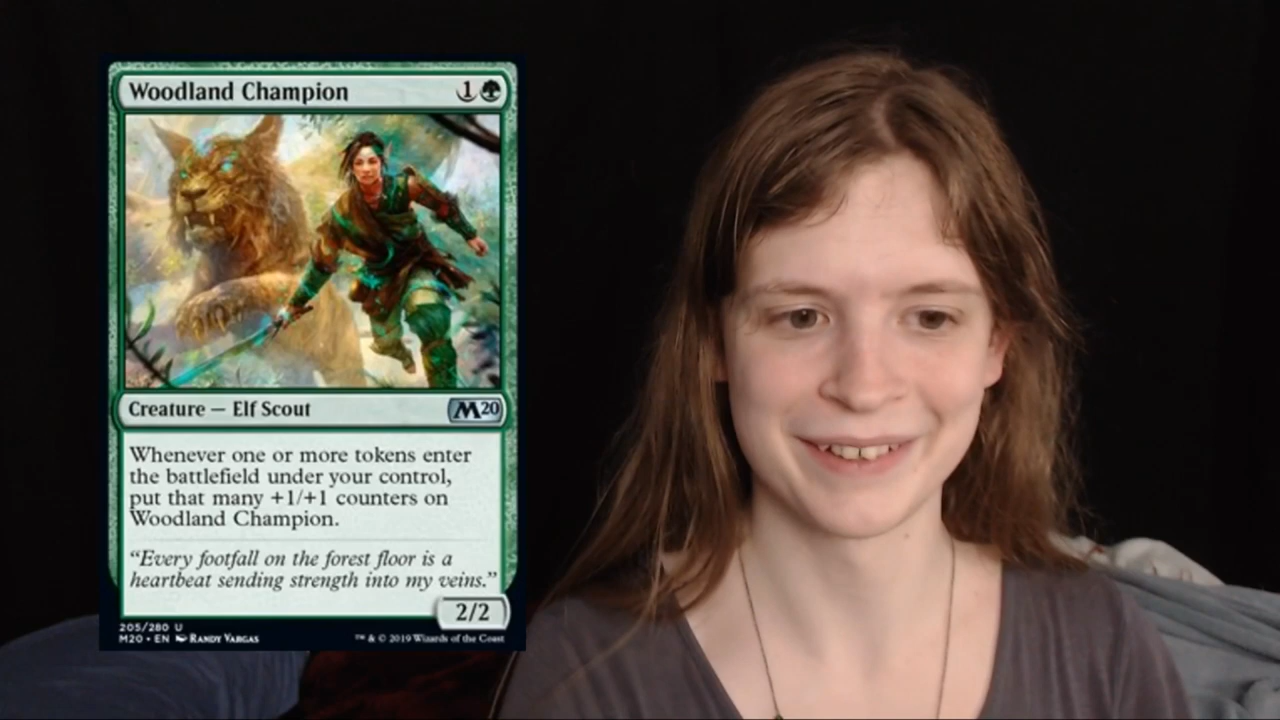 Woodland Champion 1
Creature — Elf Scout M20
Whenever one or more tokens enter
the battlefield under your control,
put that many +1/+1 counters on
Woodland Champion.
“Every footfall on the forest floor is a
heartbeat sending strength into my veins.”
2/2
205/280 U
M20 • EN Randy Vargas ™ & © 2019 Wizards of the Coast